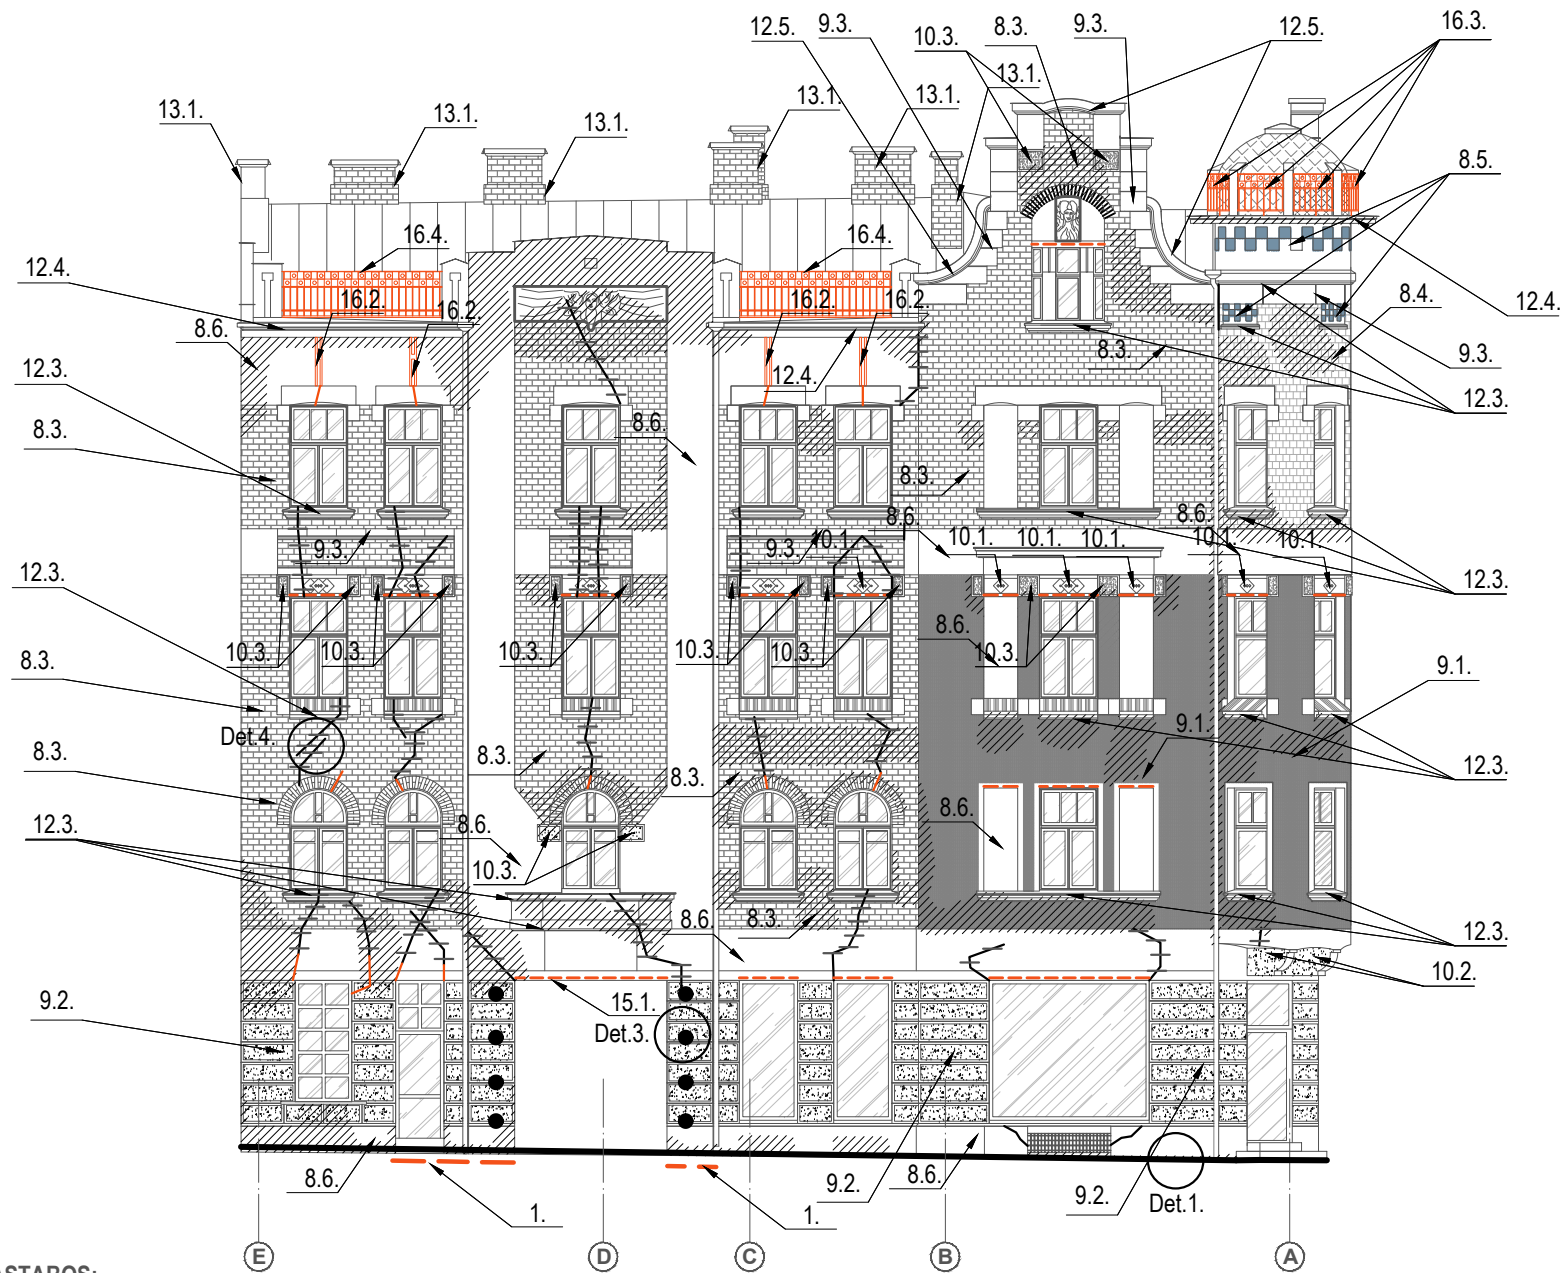 12.5. 9.3. 10.3. 8.3. 9.3. 12.5. 16.3.
13.1. 13.1. 13.1. 13.1. 13.1. 13.1.
8.5.
16.4. 16.4.
12.4. 16.2. 16.2. 16.2. 16.2. 8.4. 12.4.
8.6. 8.3. 9.3.
12.3. 12.4. 12.3.
8.3. 8.6. 8.3.
9.3. 9.3. 10.1. 8.6. 10.1. 10.1. 10.1. 8.6. 10.1. 10.1.
12.3. 12.3.
8.3. 10.3. 10.3. 10.3. 10.3. 10.3. 8.6. 10.3. 9.1.
Det.4. 9.1.
8.3. 8.3. 8.3. 12.3.
12.3. 8.6. 8.6.
10.3.
8.6. 8.3. 12.3.
10.2.
9.2. 15.1.
Det.3.
8.6. 9.2. 8.6. 9.2. Det.1.
1. 1.
E D C B A